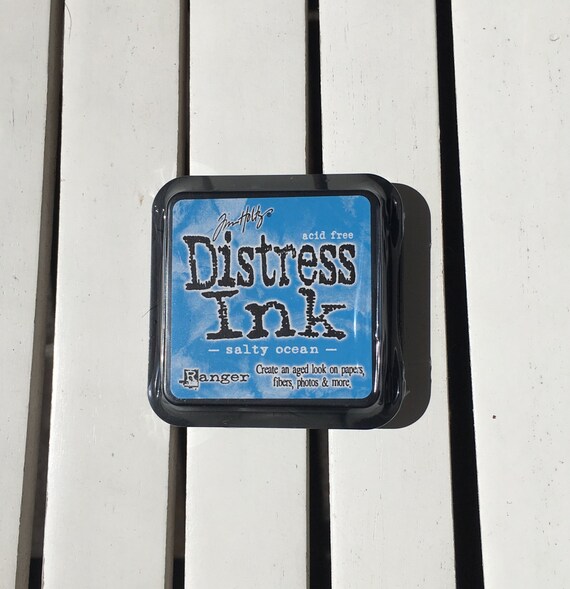 Tim Holtz®
acid free
Distress
Ink
— salty ocean —
Ranger
Create an aged look on papers,
fibers, photos & more.